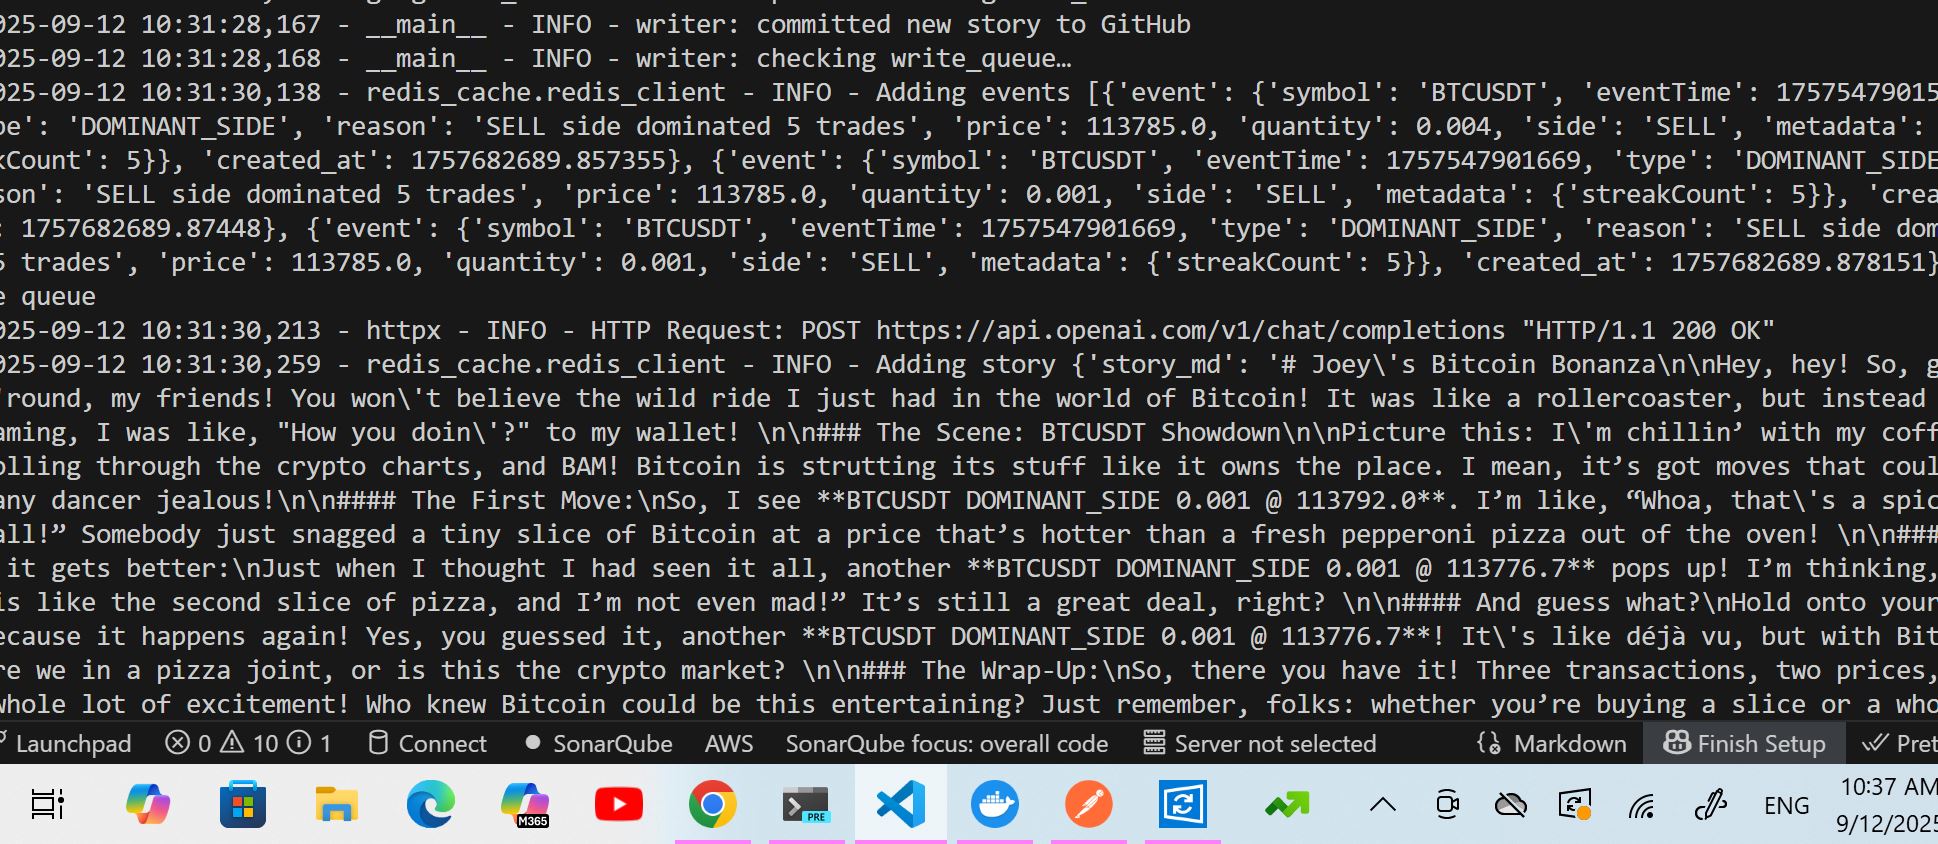 025-09-12 10:31:28,167 - __main__ - INFO - writer: committed new story to GitHub
025-09-12 10:31:28,168 - __main__ - INFO - writer: checking write_queue…
025-09-12 10:31:30,138 - redis_cache.redis_client - INFO - Adding events [{'event': {'symbol': 'BTCUSDT', 'eventTime': 17575479015
pe': 'DOMINANT_SIDE', 'reason': 'SELL side dominated 5 trades', 'price': 113785.0, 'quantity': 0.004, 'side': 'SELL', 'metadata':
kCount': 5}}, 'created_at': 1757682689.857355}, {'event': {'symbol': 'BTCUSDT', 'eventTime': 1757547901669, 'type': 'DOMINANT_SIDE
son': 'SELL side dominated 5 trades', 'price': 113785.0, 'quantity': 0.001, 'side': 'SELL', 'metadata': {'streakCount': 5}}, 'crea
: 1757682689.87448}, {'event': {'symbol': 'BTCUSDT', 'eventTime': 1757547901669, 'type': 'DOMINANT_SIDE', 'reason': 'SELL side dom
5 trades', 'price': 113785.0, 'quantity': 0.001, 'side': 'SELL', 'metadata': {'streakCount': 5}}, 'created_at': 1757682689.878151}
e queue
025-09-12 10:31:30,213 - httpx - INFO - HTTP Request: POST https://api.openai.com/v1/chat/completions "HTTP/1.1 200 OK"
025-09-12 10:31:30,259 - redis_cache.redis_client - INFO - Adding story {'story_md': '# Joey\'s Bitcoin Bonanza\n\nHey, hey! So, g
'round, my friends! You won\'t believe the wild ride I just had in the world of Bitcoin! It was like a rollercoaster, but instead
aming, I was like, "How you doin\'?" to my wallet! \n\n### The Scene: BTCUSDT Showdown\n\nPicture this: I\'m chillin’ with my coff
olling through the crypto charts, and BAM! Bitcoin is strutting its stuff like it owns the place. I mean, it’s got moves that coul
any dancer jealous!\n\n#### The First Move:\nSo, I see **BTCUSDT DOMINANT_SIDE 0.001 @ 113792.0**. I’m like, “Whoa, that\'s a spic
all!” Somebody just snagged a tiny slice of Bitcoin at a price that’s hotter than a fresh pepperoni pizza out of the oven! \n\n###
it gets better:\nJust when I thought I had seen it all, another **BTCUSDT DOMINANT_SIDE 0.001 @ 113776.7** pops up! I’m thinking,
is like the second slice of pizza, and I’m not even mad!” It’s still a great deal, right? \n\n#### And guess what?\nHold onto your
ecause it happens again! Yes, you guessed it, another **BTCUSDT DOMINANT_SIDE 0.001 @ 113776.7**! It\'s like déjà vu, but with Bit
re we in a pizza joint, or is this the crypto market? \n\n### The Wrap-Up:\nSo, there you have it! Three transactions, two prices,
whole lot of excitement! Who knew Bitcoin could be this entertaining? Just remember, folks: whether you’re buying a slice or a who
Launchpad 0 10 1 Connect SonarQube AWS SonarQube focus: overall code Server not selected Markdown Finish Setup Pret
M365 PRE ENG 10:37 AM
9/12/2025